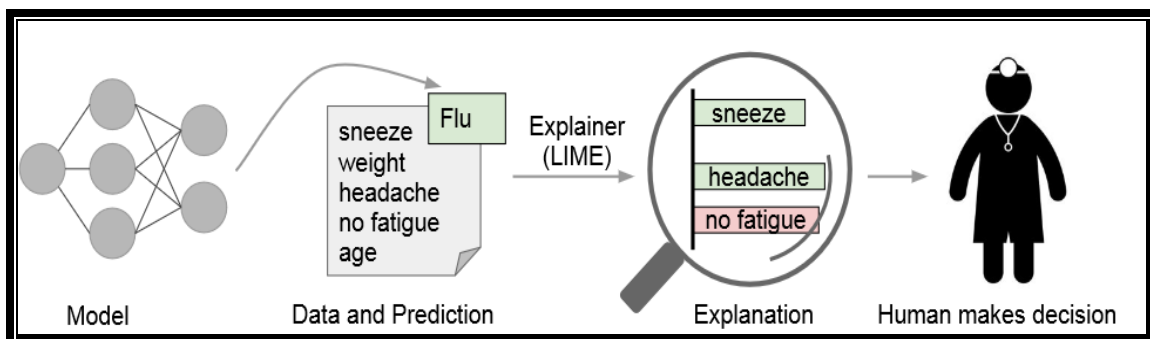 Flu
sneeze
weight
headache
no fatigue
age
Explainer
(LIME)
sneeze
headache
no fatigue
Model
Data and Prediction
Explanation
Human makes decision